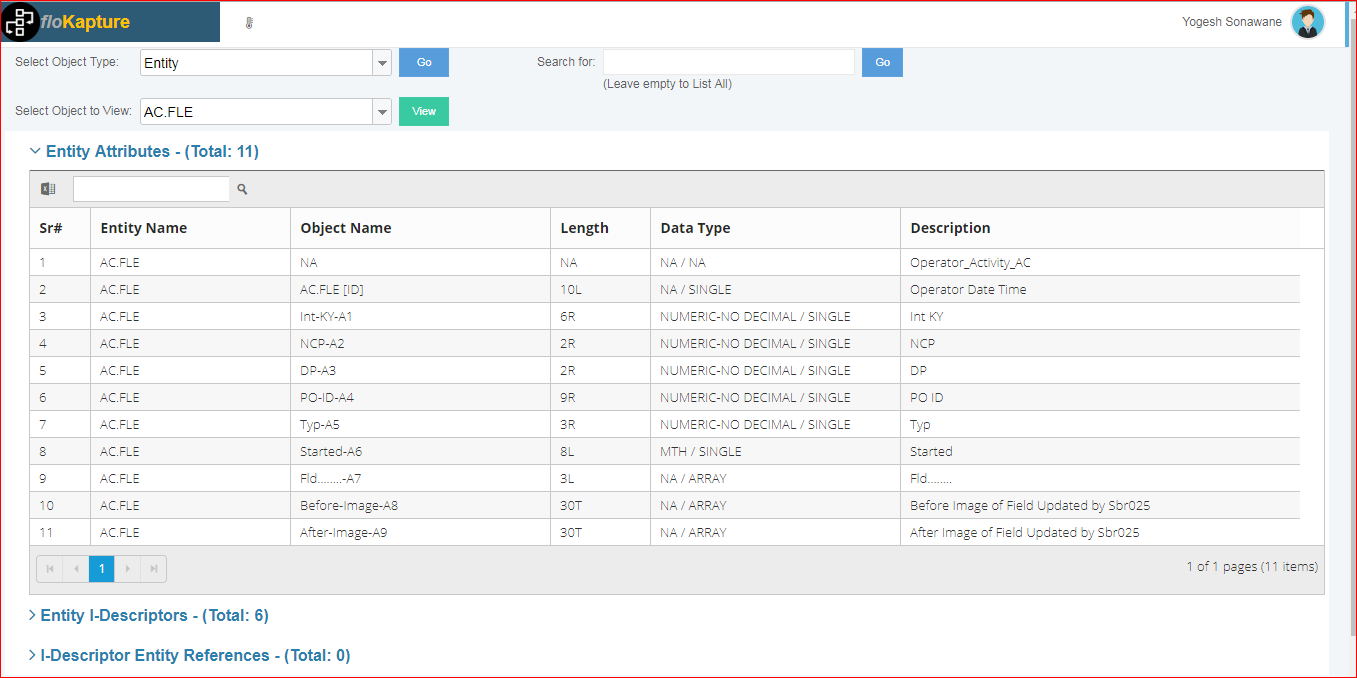 floKapture
Yogesh Sonawane
Select Object Type: Entity Go Search for: Go
(Leave empty to List All)
Select Object to View: AC.FLE View
Entity Attributes - (Total: 11)
Sr# Entity Name Object Name Length Data Type Description
1 AC.FLE NA NA NA / NA Operator_Activity_AC
2 AC.FLE AC.FLE [ID] 10L NA / SINGLE Operator Date Time
3 AC.FLE Int-KY-A1 6R NUMERIC-NO DECIMAL / SINGLE Int KY
4 AC.FLE NCP-A2 2R NUMERIC-NO DECIMAL / SINGLE NCP
5 AC.FLE DP-A3 2R NUMERIC-NO DECIMAL / SINGLE DP
6 AC.FLE PO-ID-A4 9R NUMERIC-NO DECIMAL / SINGLE PO ID
7 AC.FLE Typ-A5 3R NUMERIC-NO DECIMAL / SINGLE Typ
8 AC.FLE Started-A6 8L MTH / SINGLE Started
9 AC.FLE Fld........-A7 3L NA / ARRAY Fld........
10 AC.FLE Before-Image-A8 30T NA / ARRAY Before Image of Field Updated by Sbr025
11 AC.FLE After-Image-A9 30T NA / ARRAY After Image of Field Updated by Sbr025
1 1 of 1 pages (11 items)
Entity I-Descriptors - (Total: 6)
I-Descriptor Entity References - (Total: 0)